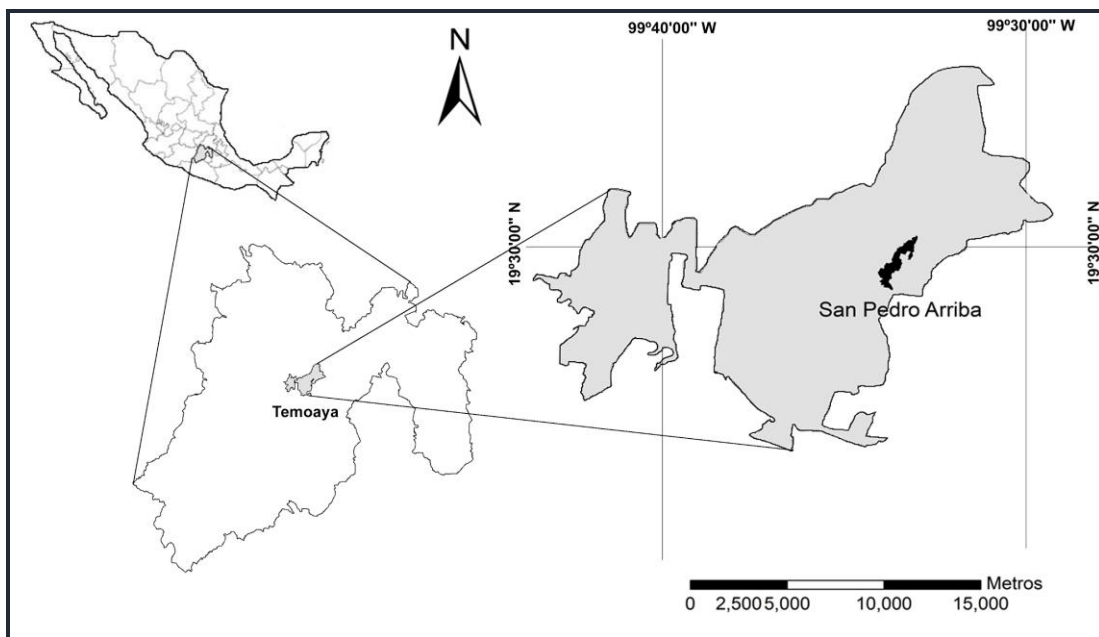 99º40'00'' W
99º30'00'' W
N
19º30'00'' N
19º30'00'' N
San Pedro Arriba
Temoaya
Metros
0 2,500 5,000 10,000 15,000